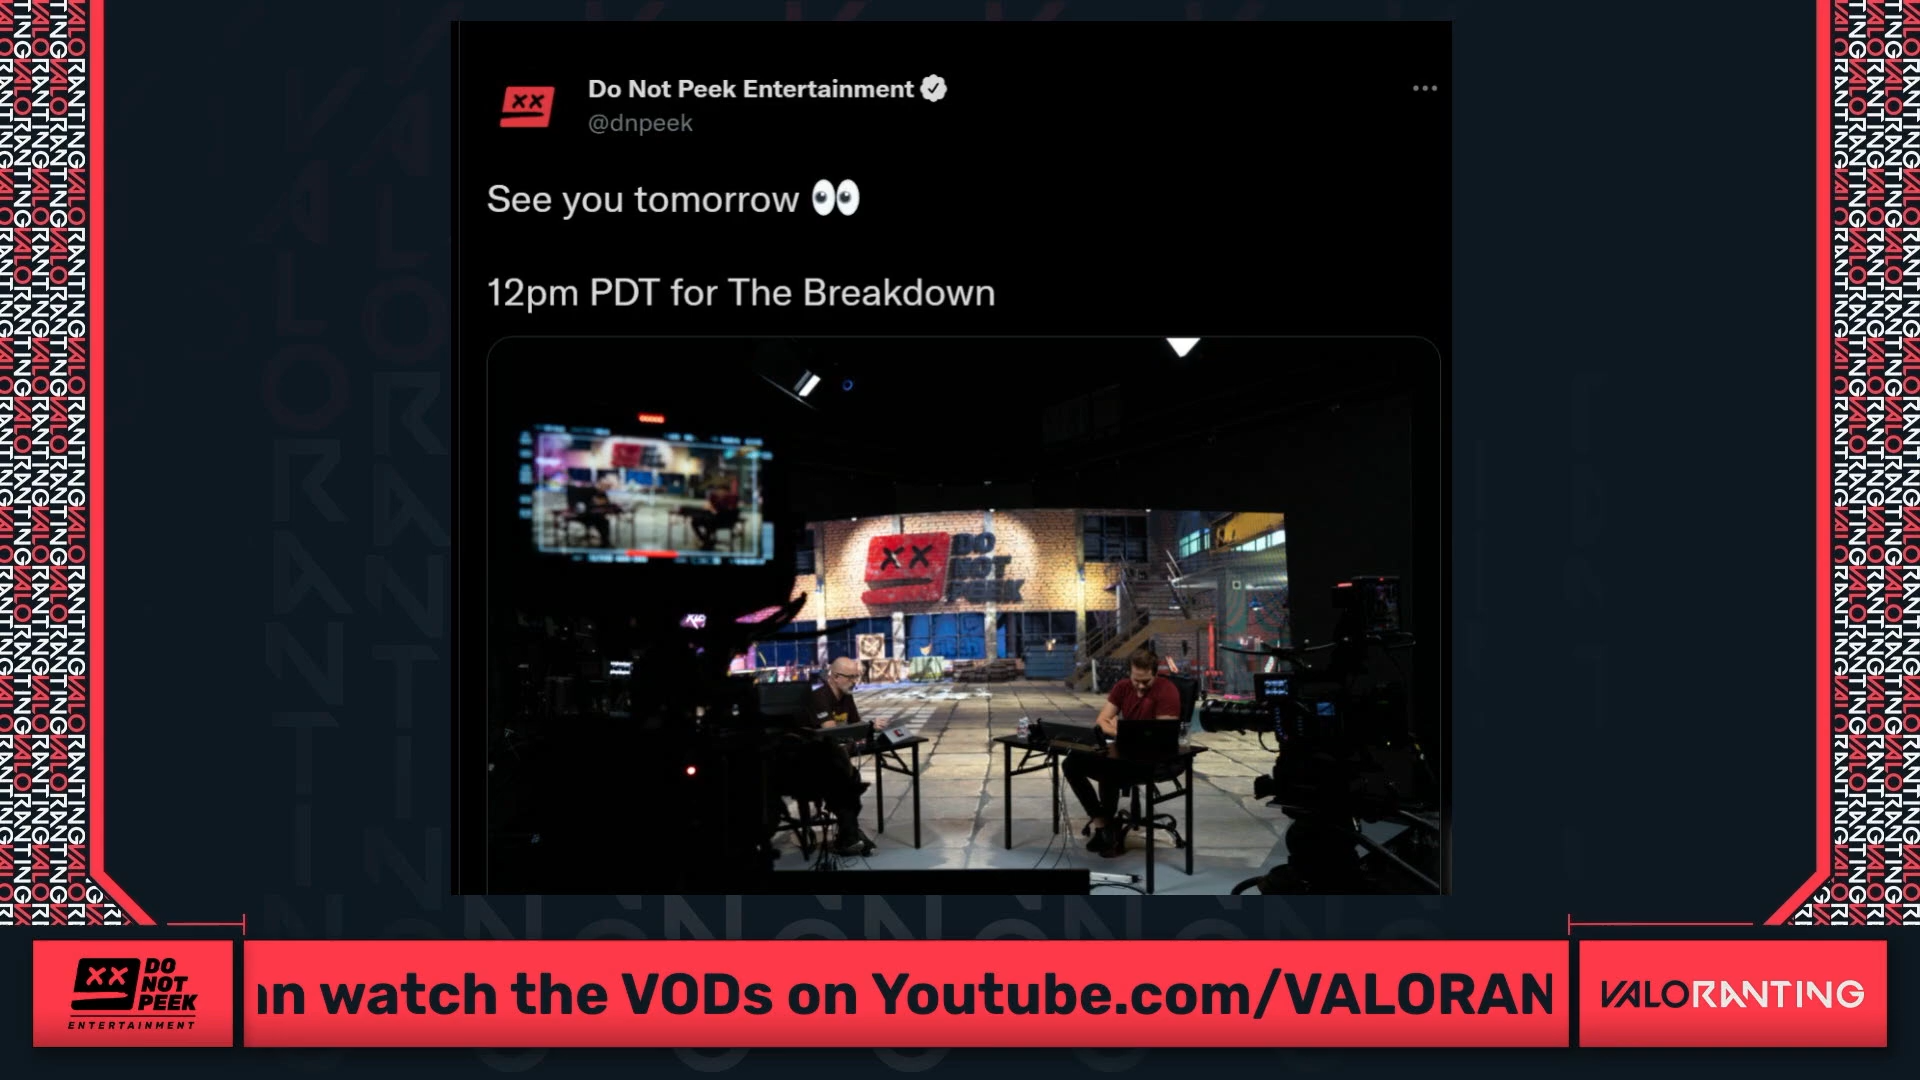 Do Not Peek Entertainment
@dnpeek
See you tomorrow 👀
12pm PDT for The Breakdown
DO
NOT
PEEK
DO
NOT
PEEK
ENTERTAINMENT
watch the VODs on Youtube.com/VALORAN
VALORANTING